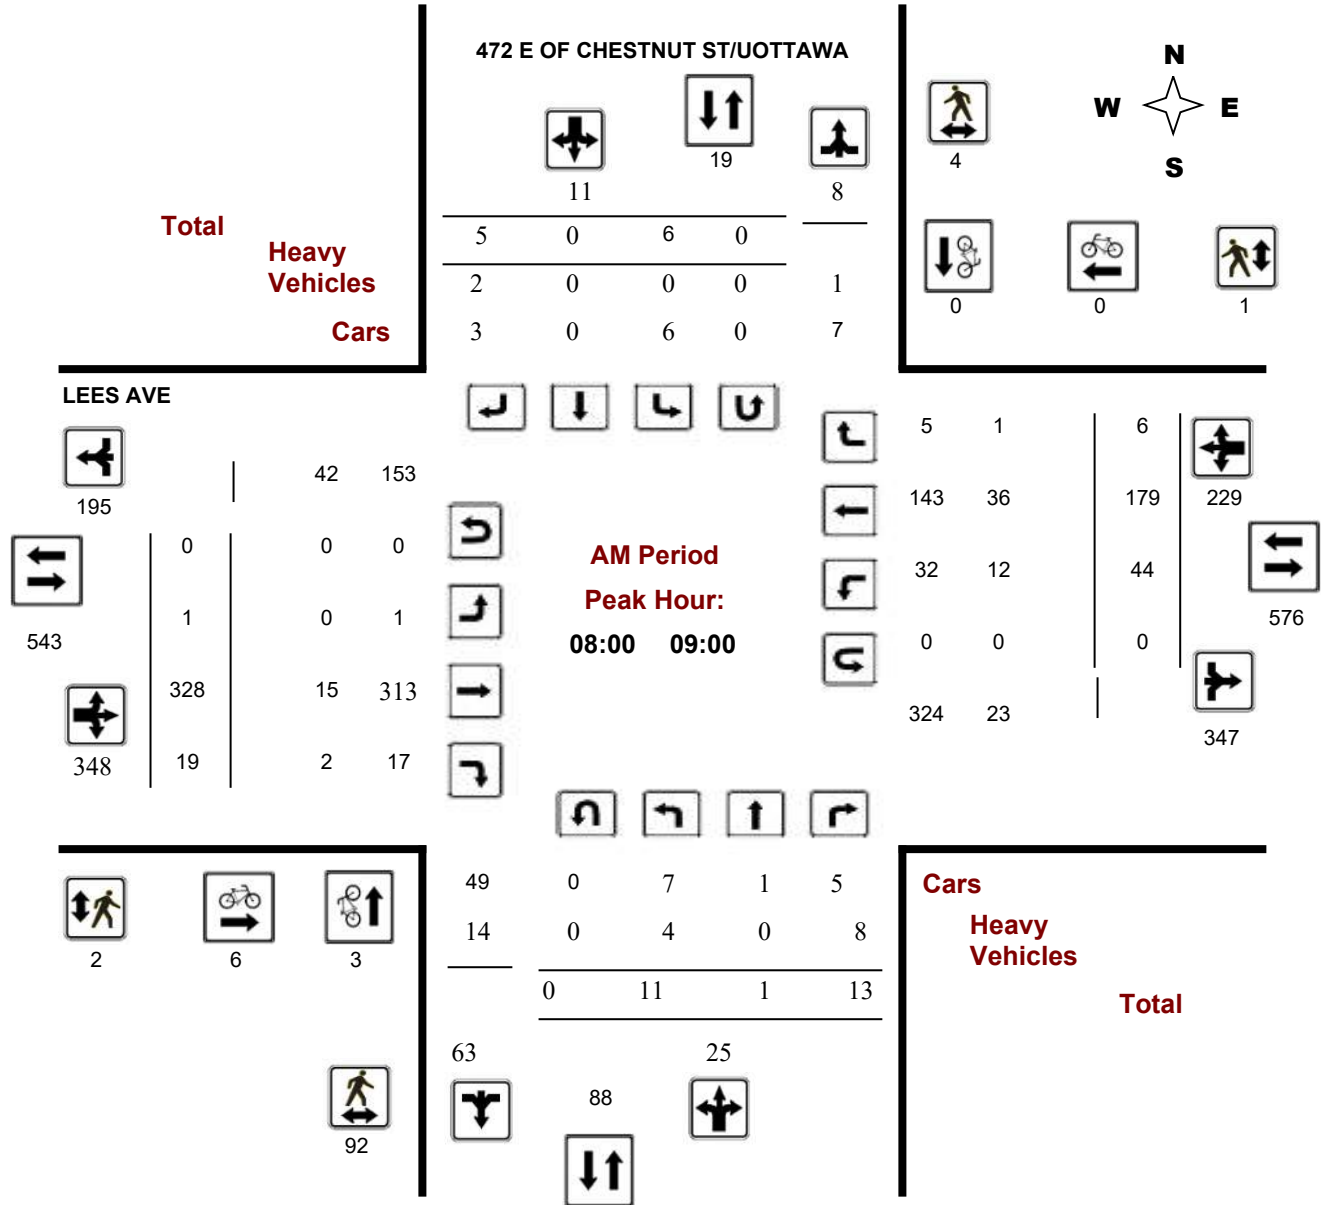 472 E OF CHESTNUT ST/UOTTAWA
N
W E
S
19
4
11 8
Total
5 0 6 0
Heavy
Vehicles
2 0 0 0 1
0 0 1
Cars
3 0 6 0 7
LEES AVE
5 1 6
42 153
195
143 36 179 229
0 0 0
AM Period
32 12 44
Peak Hour:
1 0 1
576
543
08:00 09:00
0 0 0
328 15 313
324 23
347
348 19 2 17
49 0 7 1 5
Cars
14 0 4 0 8
Heavy
Vehicles
2 6 3
0 11 1 13
Total
63 25
88
92